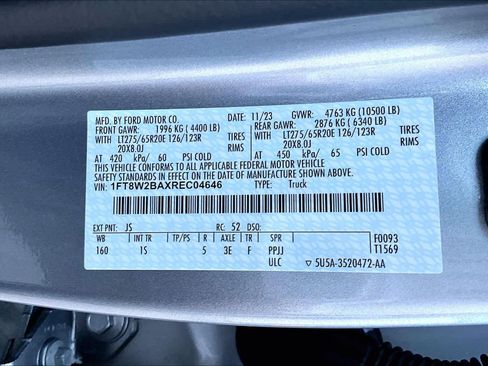 MFD. BY FORD MOTOR CO. DATE: 11/23 GVWR: 4763 KG (10500 LB)
FRONT GAWR: 1996 KG (4400 LB) REAR GAWR: 2876 KG (6340 LB)
WITH LT275/65R20E 126/123R TIRES WITH LT275/65R20E 126/123R TIRES
20X8.0J RIMS 20X8.0J RIMS
AT 420 kPa/ 60 PSI COLD AT 450 kPa/ 65 PSI COLD
THIS VEHICLE CONFORMS TO ALL APPLICABLE FEDERAL MOTOR VEHICLE
SAFETY STANDARDS IN EFFECT ON THE DATE OF MANUFACTURE SHOWN ABOVE.
VIN: 1FT8W2BAXREC04646 TYPE: Truck
EXT PNT: JS RC: 52 DSO:
WB INT TR TP/PS R AXLE TR SPR F0093
160 1S 5 3E F PPJJ T1569
ULC ▽ 5U5A-3520472-AA